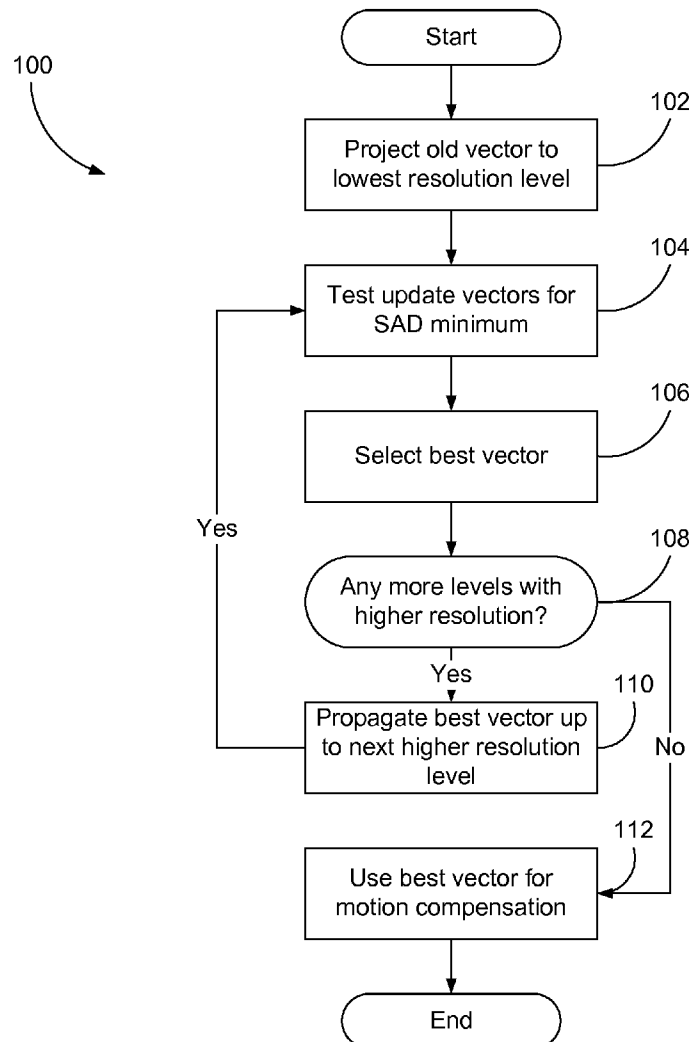 Start
100
102
Project old vector to
lowest resolution level
104
Test update vectors for
SAD minimum
106
Select best vector
Yes
108
Any more levels with
higher resolution?
Yes
110
Propagate best vector up
to next higher resolution
level
No
112
Use best vector for
motion compensation
End